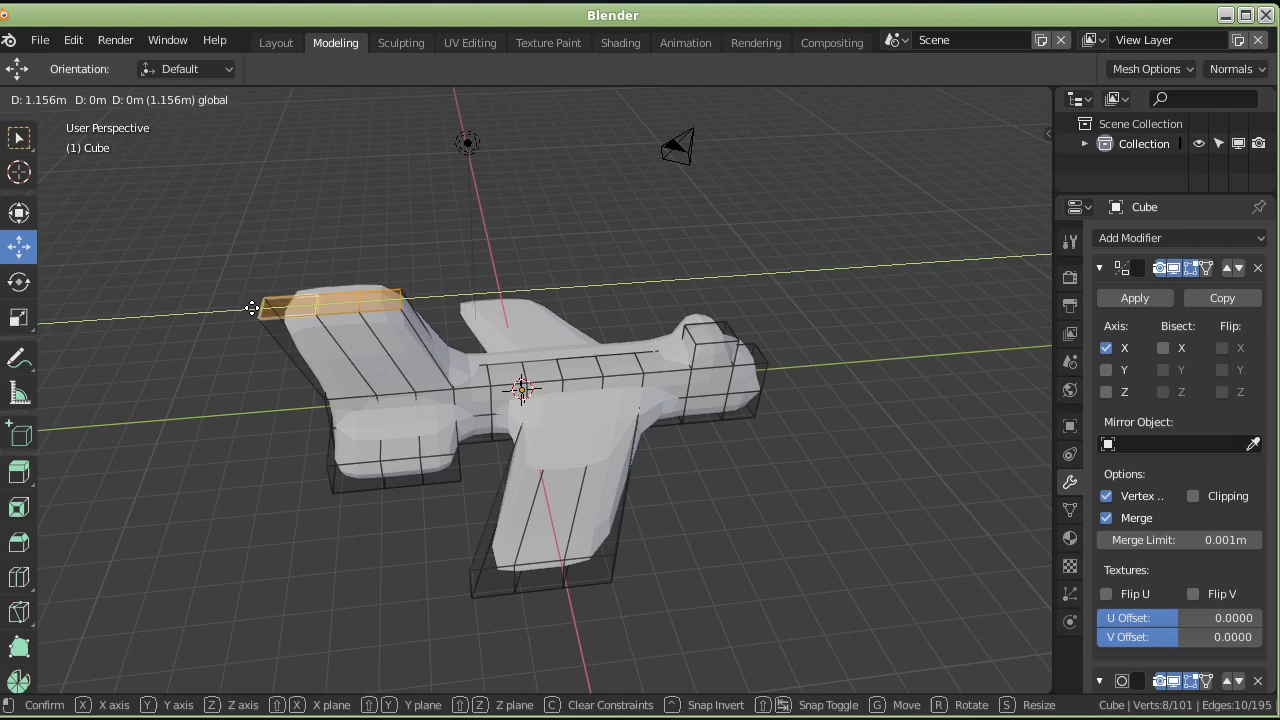 Blender
File Edit Render Window Help Layout Modeling Sculpting UV Editing Texture Paint Shading Animation Rendering Compositing Scene View Layer
Orientation: Default Mesh Options Normals
D: 1.156m D: 0m D: 0m (1.156m) global
User Perspective
(1) Cube
Scene Collection
Collection
Cube
Add Modifier
Apply Copy
Axis: Bisect: Flip:
X X X
Y Y Y
Z Z Z
Mirror Object:
Options:
Vertex .. Clipping
Merge
Merge Limit: 0.001m
Textures:
Flip U Flip V
U Offset: 0.0000
V Offset: 0.0000
Confirm X X axis Y Y axis Z Z axis X X plane Y Y plane Z Z plane C Clear Constraints Snap Invert Snap Toggle G Move R Rotate S Resize Cube | Verts:8/101 | Edges:10/195